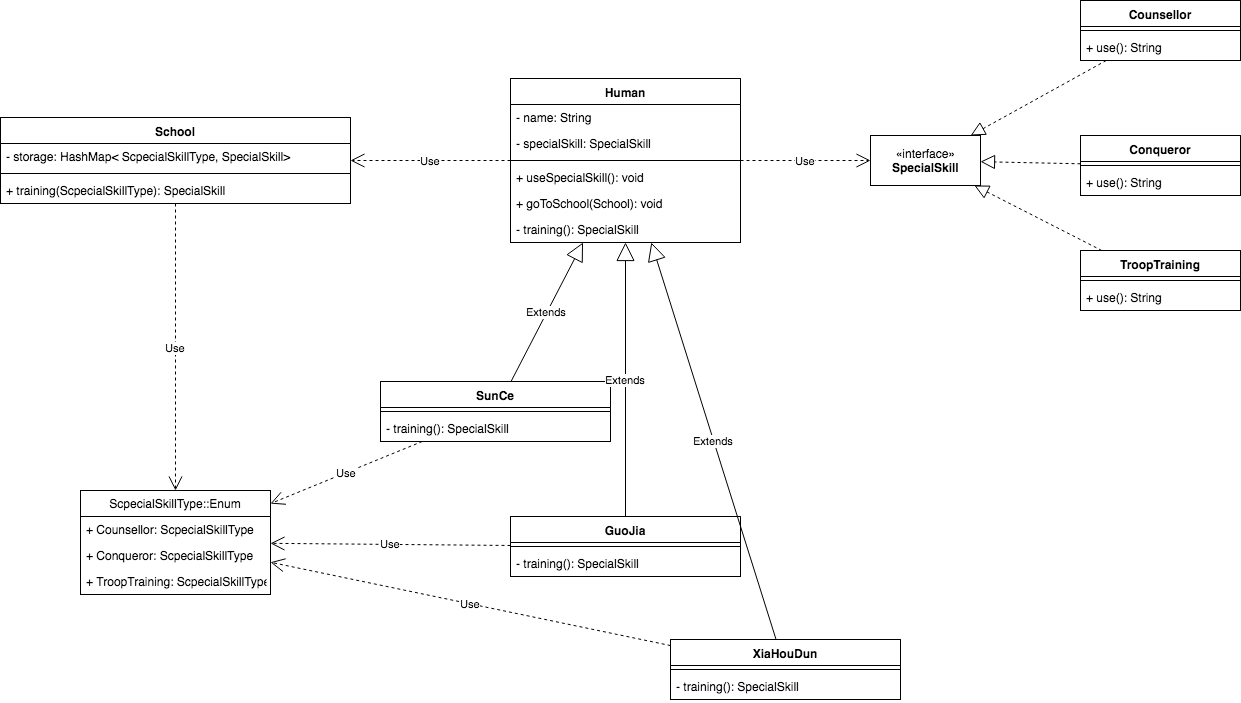 Counsellor
+ use(): String
Human
- name: String
- specialSkill: SpecialSkill
+ useSpecialSkill(): void
+ goToSchool(School): void
- training(): SpecialSkill
School
- storage: HashMap< ScpecialSkillType, SpecialSkill>
+ training(ScpecialSkillType): SpecialSkill
Use
Use
«interface»
SpecialSkill
Conqueror
+ use(): String
TroopTraining
+ use(): String
Extends
Use
Extends
SunCe
- training(): SpecialSkill
Extends
Use
ScpecialSkillType::Enum
+ Counsellor: ScpecialSkillType
+ Conqueror: ScpecialSkillType
+ TroopTraining: ScpecialSkillType
GuoJia
- training(): SpecialSkill
Use
Use
XiaHouDun
- training(): SpecialSkill